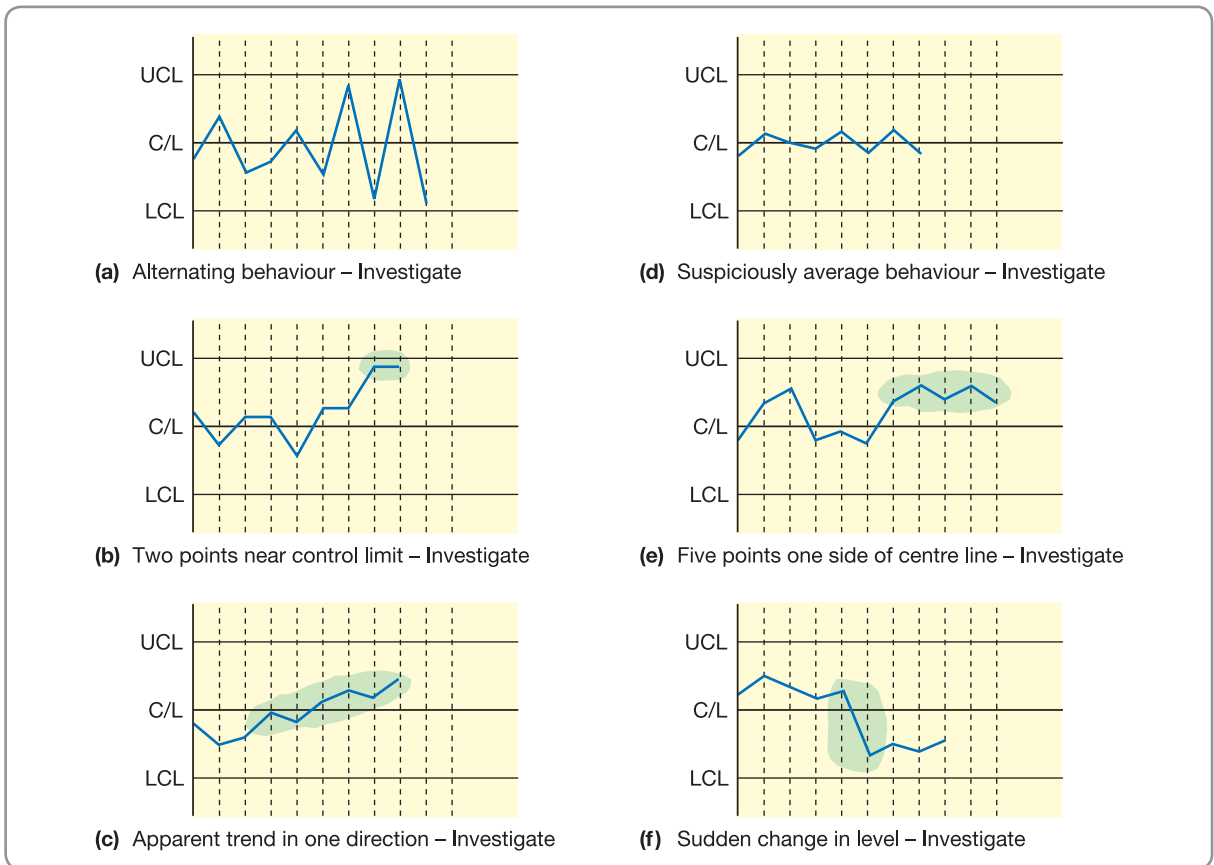 UCL
C/L
LCL
(a) Alternating behaviour – Investigate
UCL
C/L
LCL
(d) Suspiciously average behaviour – Investigate
UCL
C/L
LCL
(b) Two points near control limit – Investigate
UCL
C/L
LCL
(e) Five points one side of centre line – Investigate
UCL
C/L
LCL
(c) Apparent trend in one direction – Investigate
UCL
C/L
LCL
(f) Sudden change in level – Investigate